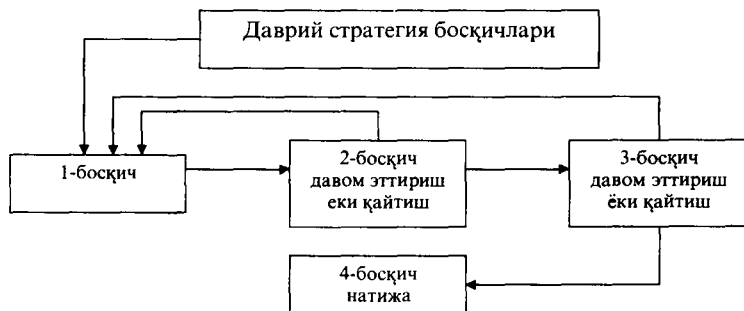 Даврий стратегия босқичлари
1-босқич
2-босқич
давом эттириш
еки қайтиш
3-босқич
давом эттириш
ёки қайтиш
4-босқич
натижа